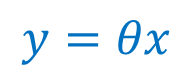 y = θx